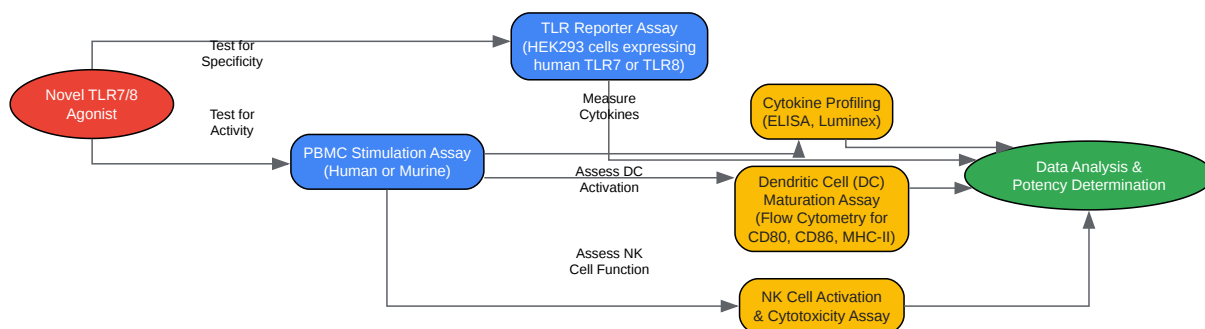 TLR Reporter Assay
(HEK293 cells expressing
human TLR7 or TLR8)
Test for
Specificity
Novel TLR7/8
Agonist
Measure
Cytokines
Cytokine Profiling
(ELISA, Luminex)
Test for
Activity
PBMC Stimulation Assay
(Human or Murine)
Assess DC
Activation
Dendritic Cell (DC)
Maturation Assay
(Flow Cytometry for
CD80, CD86, MHC-II)
Data Analysis &
Potency Determination
Assess NK
Cell Function
NK Cell Activation
& Cytotoxicity Assay